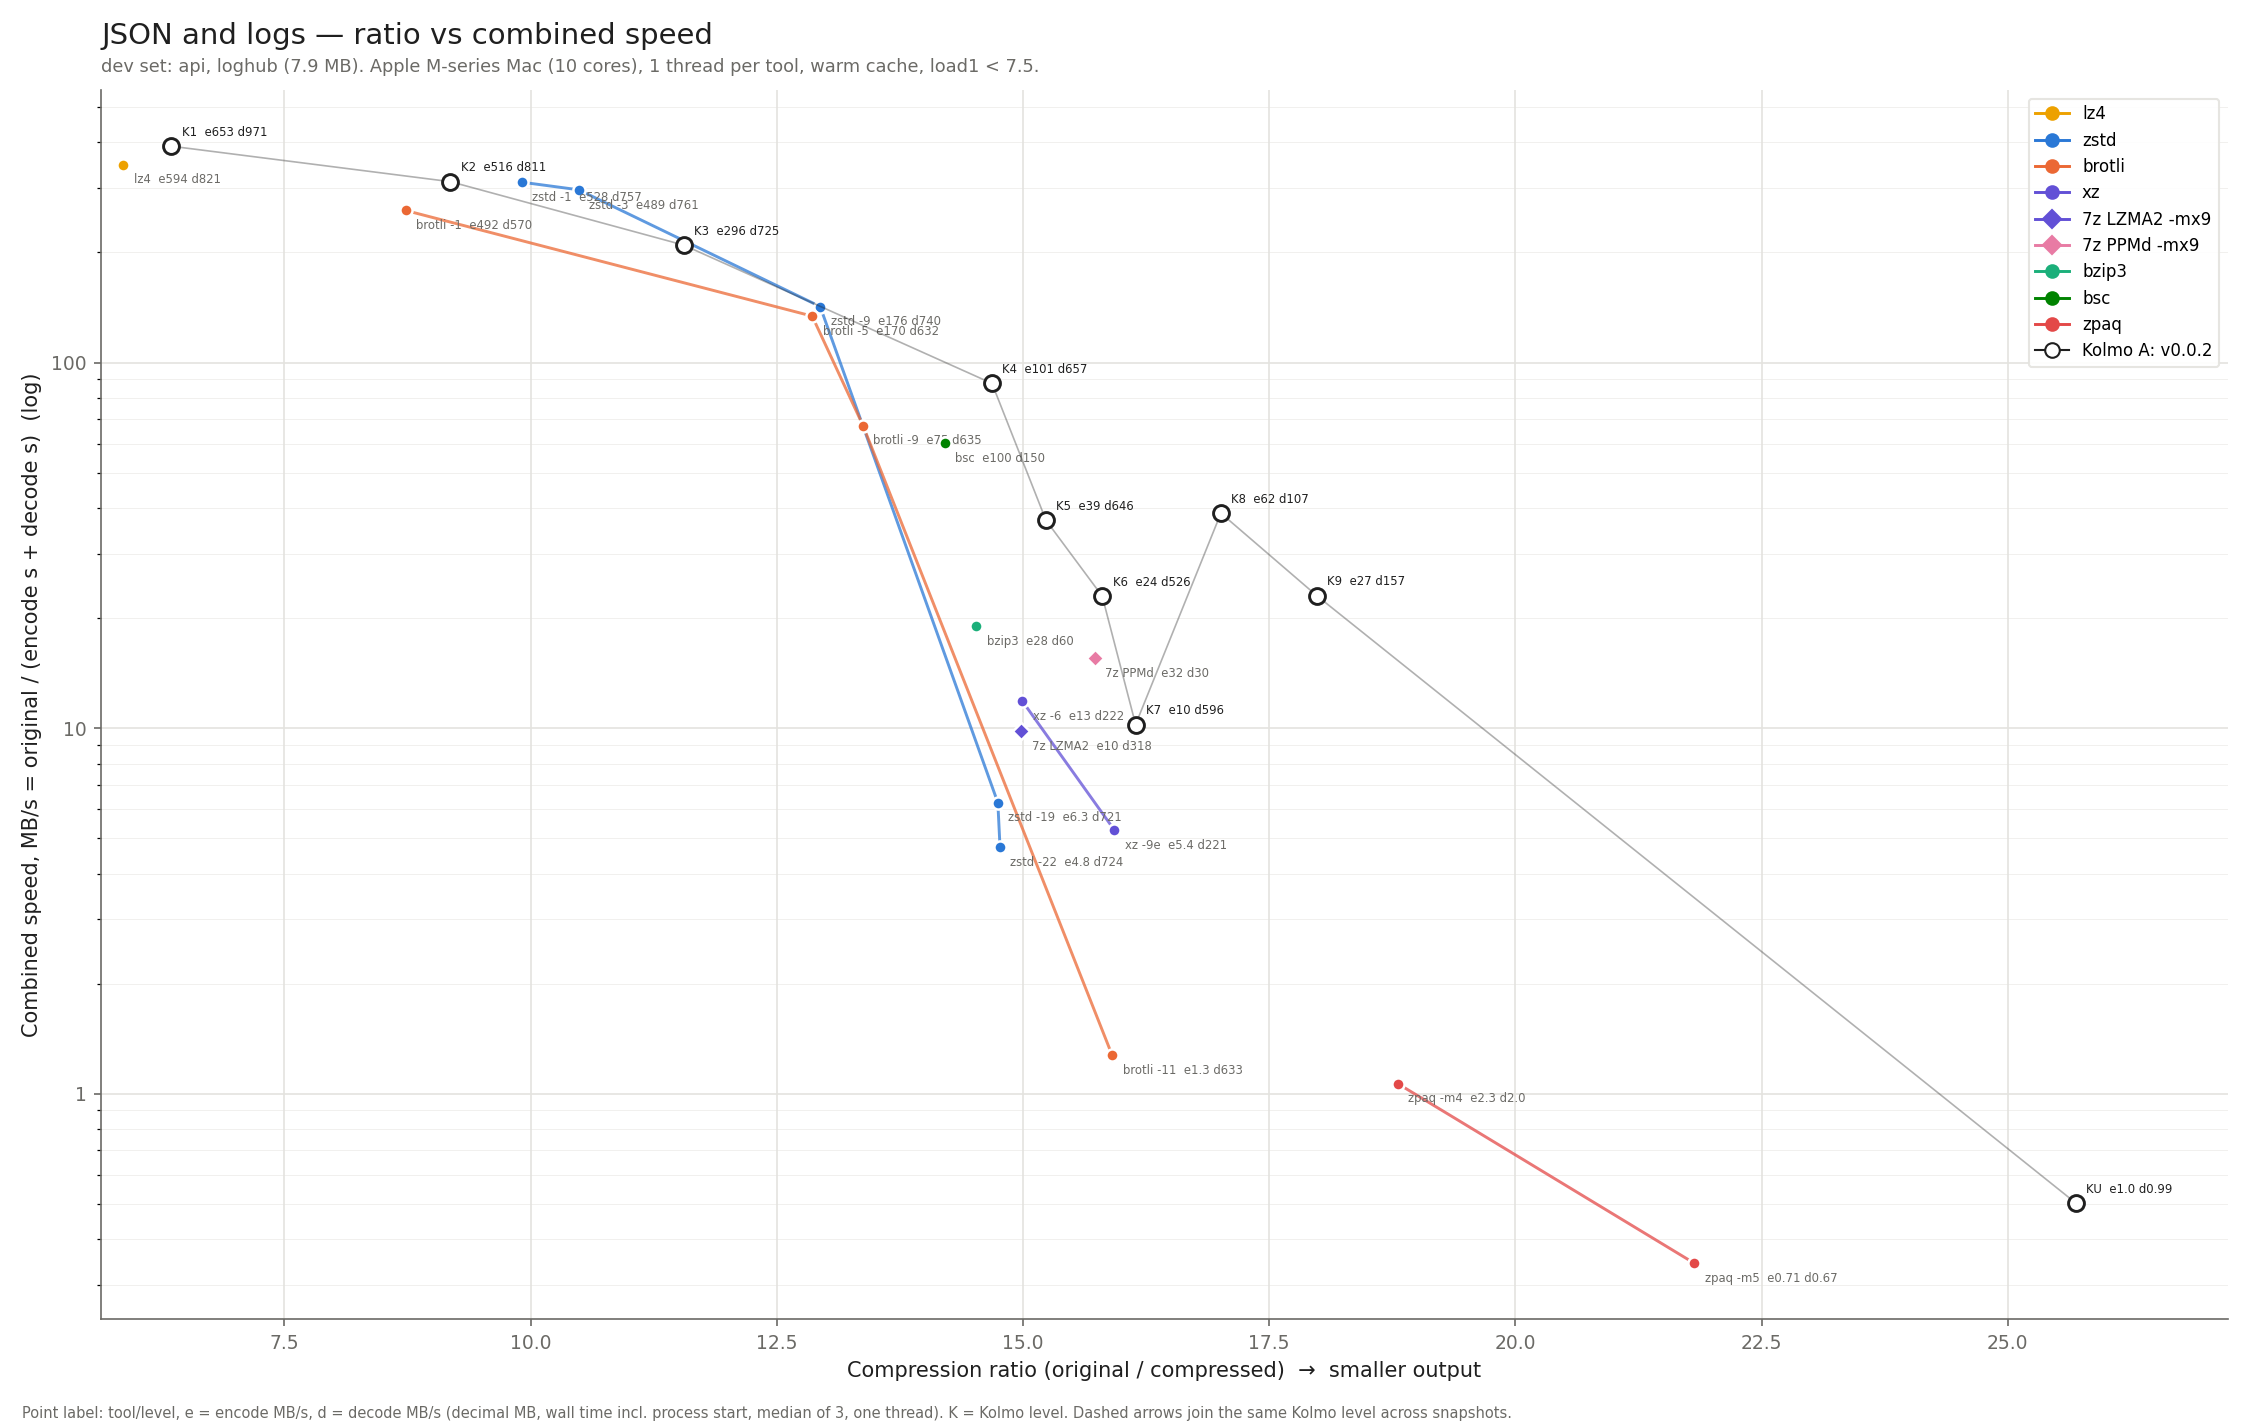 JSON and logs — ratio vs combined speed
dev set: api, loghub (7.9 MB). Apple M-series Mac (10 cores), 1 thread per tool, warm cache, load1 < 7.5.
lz4
zstd
brotli
xz
7z LZMA2 -mx9
7z PPMd -mx9
bzip3
bsc
zpaq
Kolmo A: v0.0.2
K1 e653 d971
lz4 e594 d821
K2 e516 d811
zstd -1 e528 d757
zstd -3 e489 d761
brotli -1 e492 d570
K3 e296 d725
zstd -9 e176 d740
brotli -5 e170 d632
K4 e101 d657
brotli -9 e75 d635
bsc e100 d150
K5 e39 d646
K8 e62 d107
K6 e24 d526
K9 e27 d157
bzip3 e28 d60
7z PPMd e32 d30
xz -6 e13 d222
K7 e10 d596
7z LZMA2 e10 d318
zstd -19 e6.3 d721
xz -9e e5.4 d221
zstd -22 e4.8 d724
brotli -11 e1.3 d633
zpaq -m4 e2.3 d2.0
KU e1.0 d0.99
zpaq -m5 e0.71 d0.67
100
10
1
Combined speed, MB/s = original / (encode s + decode s) (log)
7.5
10.0
12.5
15.0
17.5
20.0
22.5
25.0
Compression ratio (original / compressed) → smaller output
Point label: tool/level, e = encode MB/s, d = decode MB/s (decimal MB, wall time incl. process start, median of 3, one thread). K = Kolmo level. Dashed arrows join the same Kolmo level across snapshots.